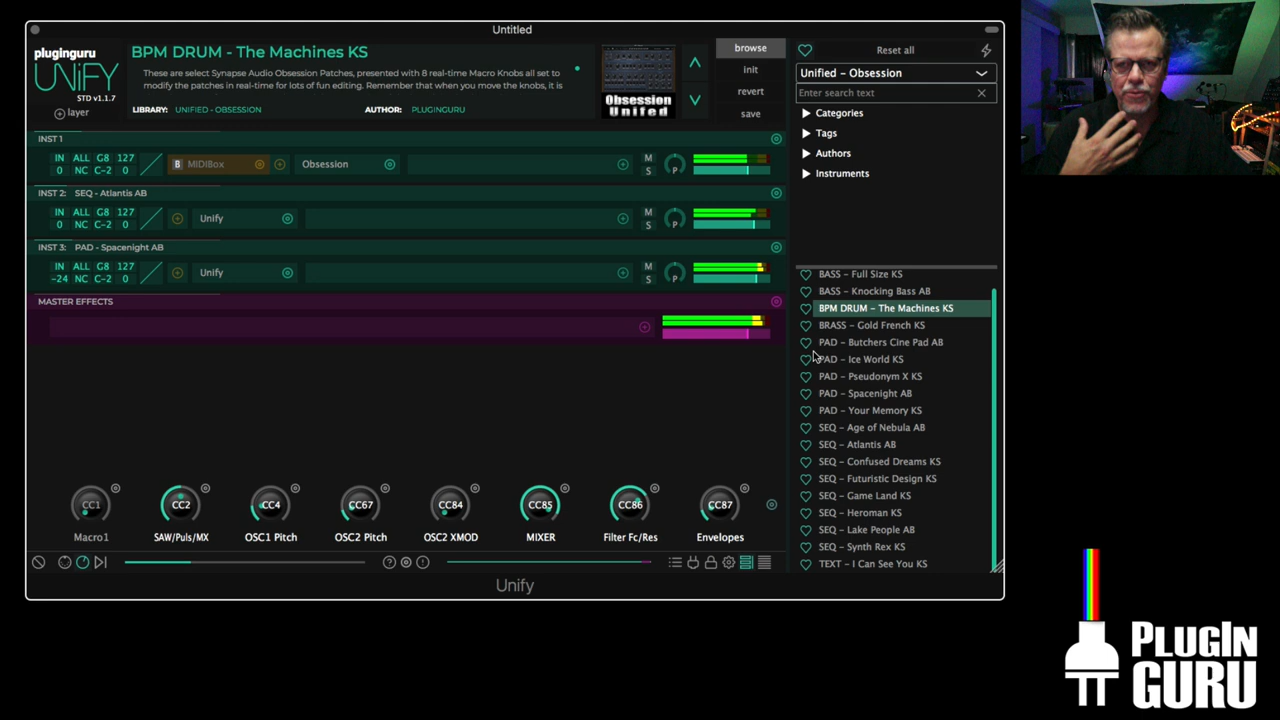 Untitled
pluginguru
UNiFY
STD v1.1.7
layer
BPM DRUM - The Machines KS
These are select Synapse Audio Obsession Patches, presented with 8 real-time Macro Knobs all set to
modify the patches in real-time for lots of fun editing. Remember that when you move the knobs, it is
LIBRARY: UNIFIED - OBSESSION AUTHOR: PLUGINGURU
Obsession
Unified
browse
init
revert
save
Reset all
Unified – Obsession
Enter search text
Categories
Tags
Authors
Instruments
INST 1
IN ALL G8 127
0 NC C-2 0
B MIDIBox
Obsession
M
S
P
INST 2: SEQ - Atlantis AB
IN ALL G8 127
0 NC C-2 0
Unify
M
S
P
INST 3: PAD - Spacenight AB
IN ALL G8 127
-24 NC C-2 0
Unify
M
S
P
MASTER EFFECTS
BASS – Full Size KS
BASS – Knocking Bass AB
BPM DRUM – The Machines KS
BRASS – Gold French KS
PAD – Butchers Cine Pad AB
PAD – Ice World KS
PAD – Pseudonym X KS
PAD – Spacenight AB
PAD – Your Memory KS
SEQ – Age of Nebula AB
SEQ – Atlantis AB
SEQ – Confused Dreams KS
SEQ – Futuristic Design KS
SEQ – Game Land KS
SEQ – Heroman KS
SEQ – Lake People AB
SEQ – Synth Rex KS
TEXT – I Can See You KS
CC1 CC2 CC4 CC67 CC84 CC85 CC86 CC87
Macro1 SAW/Puls/MX OSC1 Pitch OSC2 Pitch OSC2 XMOD MIXER Filter Fc/Res Envelopes
Unify
PLUGIN
GURU